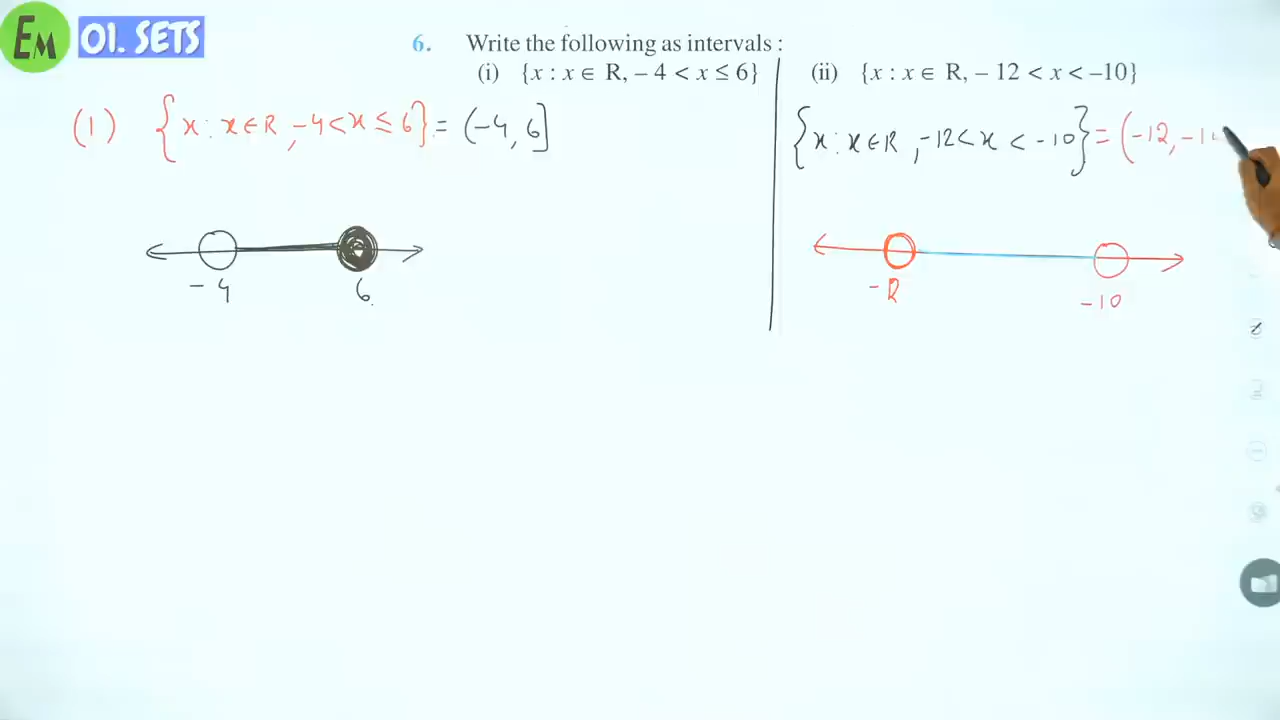 EM 01. SETS
6. Write the following as intervals :
(i) {x : x ∈ R, – 4 < x ≤ 6} (ii) {x : x ∈ R, – 12 < x < –10}
(1) {x : x ∈ R, -4 < x ≤ 6} = (-4, 6]
{x : x ∈ R, -12 < x < -10} = (-12, -1
-4 6
-12 -10